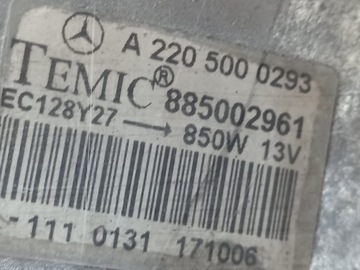 A 220 500 0293
TEMIC® 885002961
EC128Y27 → 850W 13V
-111 0131 171006